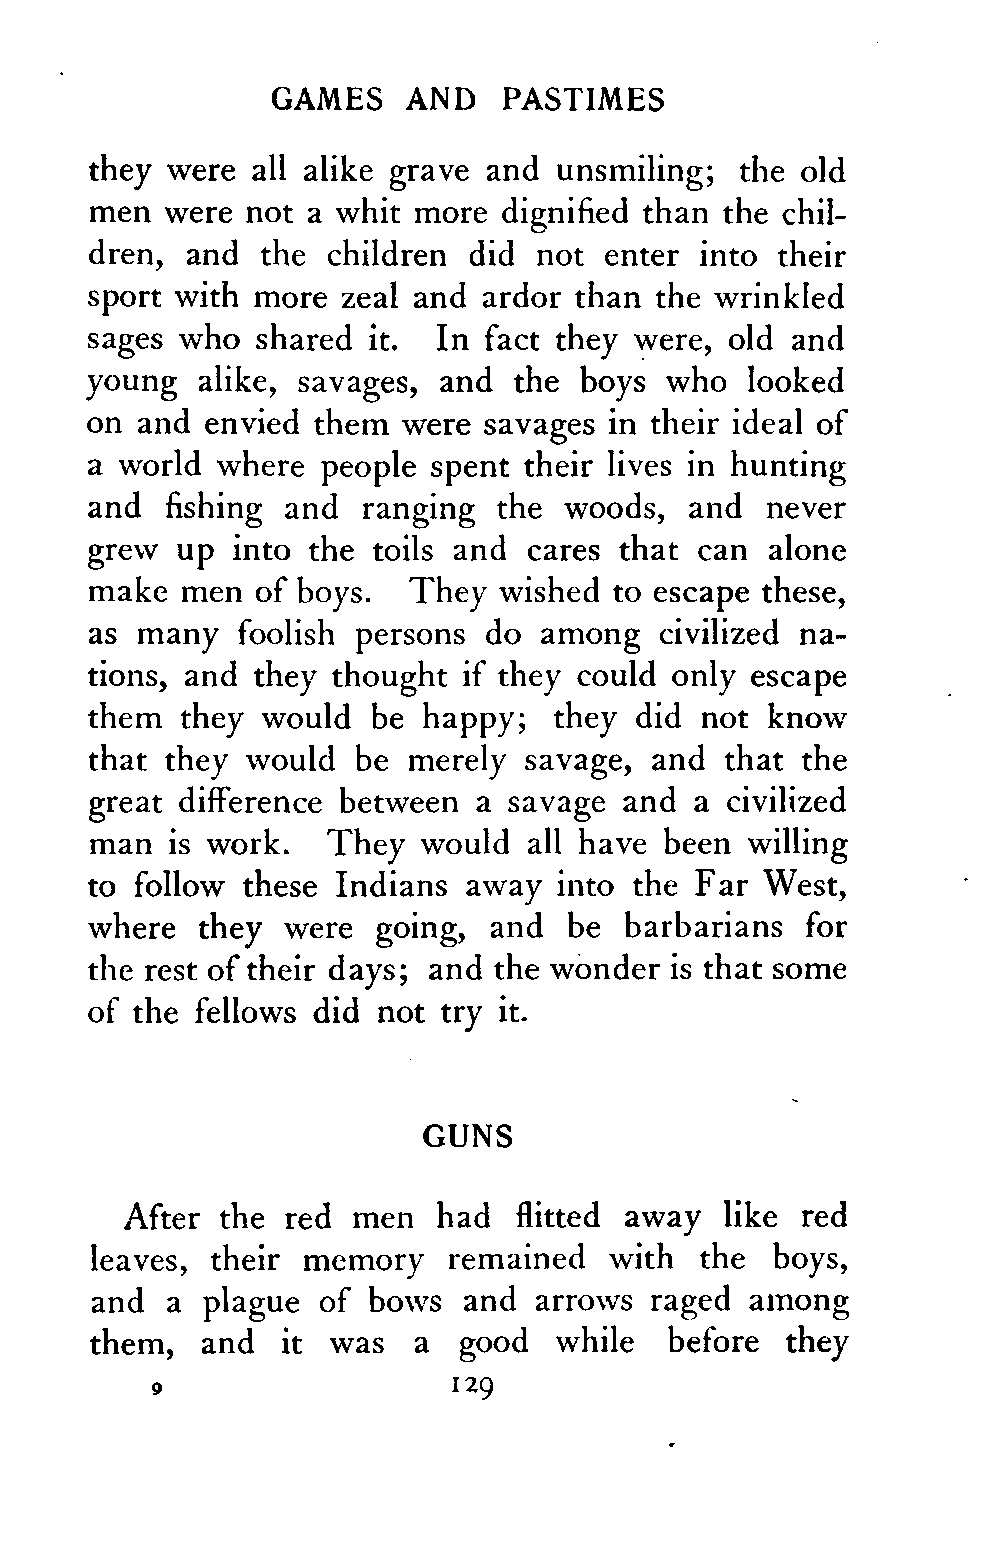 GAMES AND PASTIMES
they were all alike grave and unsmiling; the old
men were not a whit more dignified than the chil-
dren, and the children did not enter into their
sport with more zeal and ardor than the wrinkled
sages who shared it. In fact they were, old and
young alike, savages, and the boys who looked
on and envied them were savages in their ideal of
a world where people spent their lives in hunting
and fishing and ranging the woods, and never
grew up into the toils and cares that can alone
make men of boys. They wished to escape these,
as many foolish persons do among civilized na-
tions, and they thought if they could only escape
them they would be happy; they did not know
that they would be merely savage, and that the
great difference between a savage and a civilized
man is work. They would all have been willing
to follow these Indians away into the Far West,
where they were going, and be barbarians for
the rest of their days; and the wonder is that some
of the fellows did not try it.
GUNS
After the red men had flitted away like red
leaves, their memory remained with the boys,
and a plague of bows and arrows raged among
them, and it was a good while before they
9 129